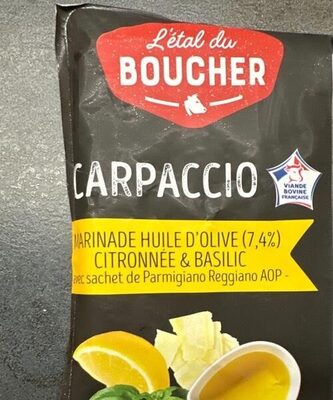 L'étal du
BOUCHER
CARPACCIO
VIANDE
BOVINE
FRANÇAISE
MARINADE HUILE D'OLIVE (7,4%)
CITRONNÉE & BASILIC
avec sachet de Parmigiano Reggiano AOP -